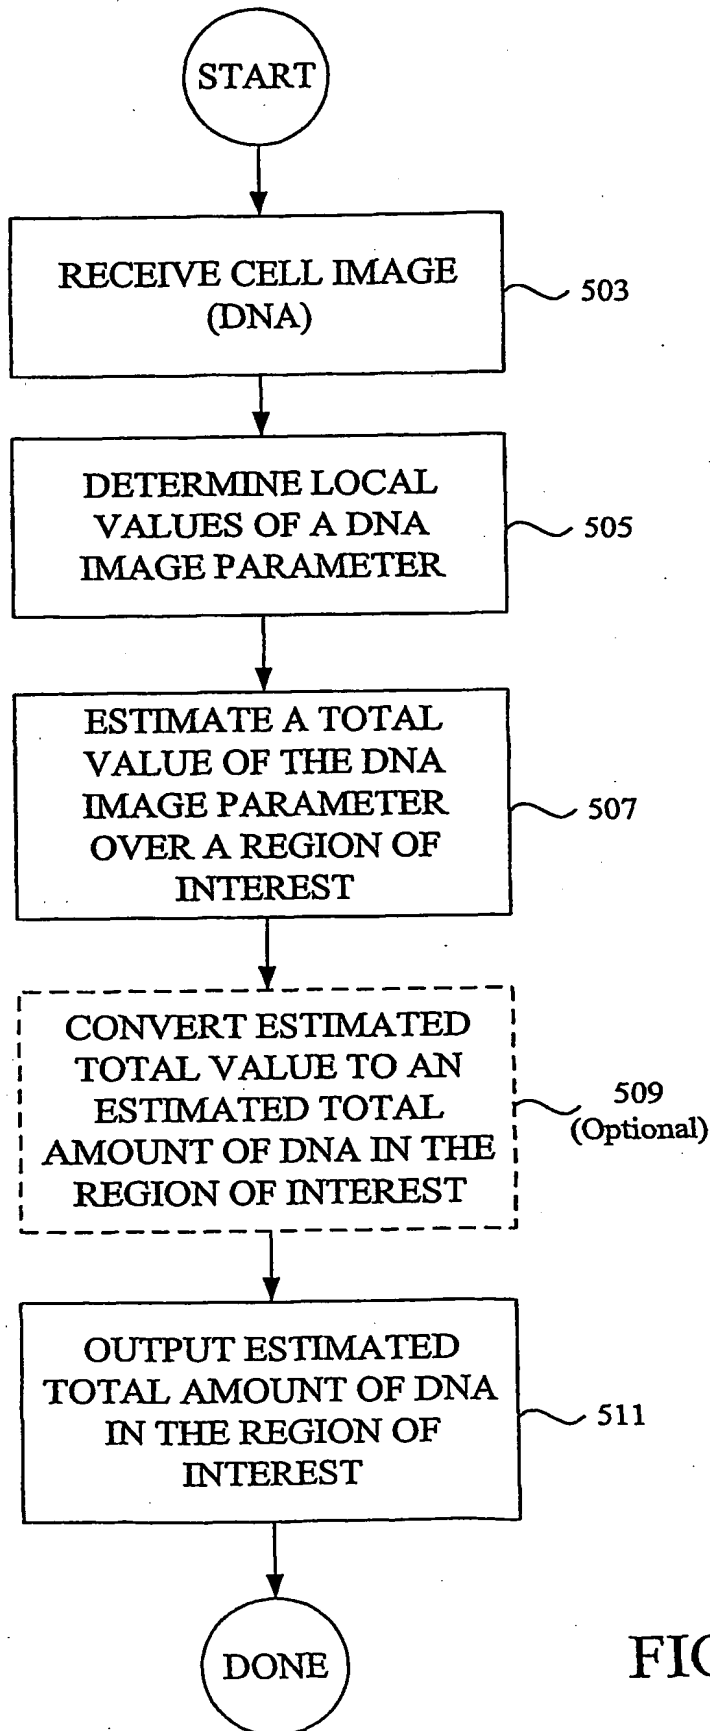 START
RECEIVE CELL IMAGE
(DNA)
503
DETERMINE LOCAL
VALUES OF A DNA
IMAGE PARAMETER
505
ESTIMATE A TOTAL
VALUE OF THE DNA
IMAGE PARAMETER
OVER A REGION OF
INTEREST
507
CONVERT ESTIMATED
TOTAL VALUE TO AN
ESTIMATED TOTAL
AMOUNT OF DNA IN THE
REGION OF INTEREST
509
(Optional)
OUTPUT ESTIMATED
TOTAL AMOUNT OF DNA
IN THE REGION OF
INTEREST
511
DONE